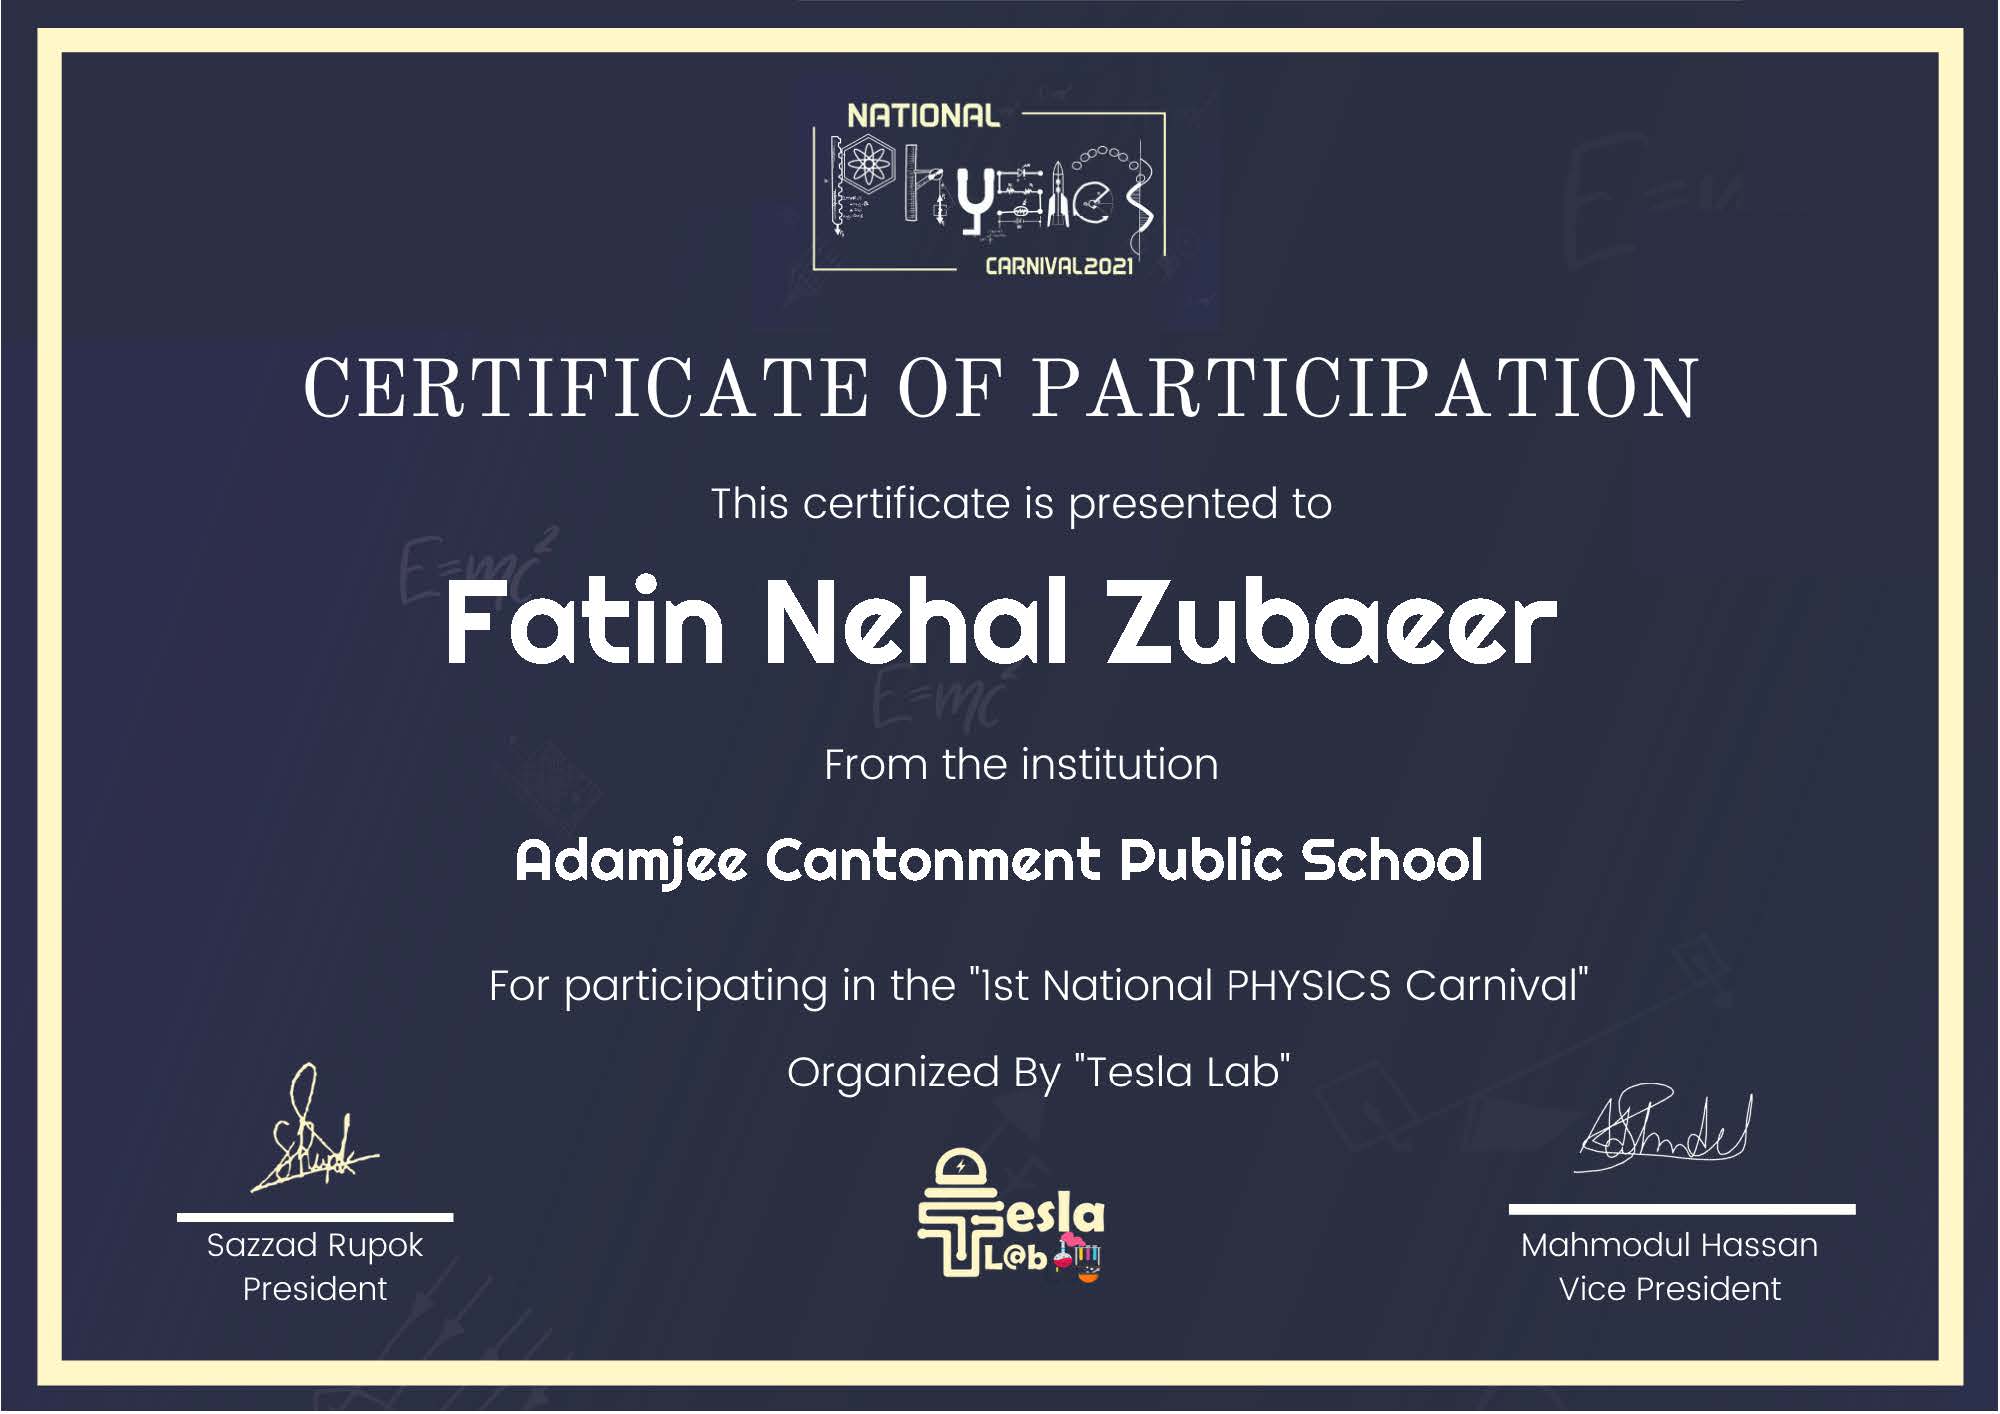 NATIONAL
Physics
CARNIVAL2021
CERTIFICATE OF PARTICIPATION
This certificate is presented to
E=mc²
Fatin Nehal Zubaeer
E=mc²
From the institution
Adamjee Cantonment Public School
For participating in the "1st National PHYSICS Carnival"
Organized By "Tesla Lab"
Tesla
L@b
Sazzad Rupok
President
Mahmodul Hassan
Vice President